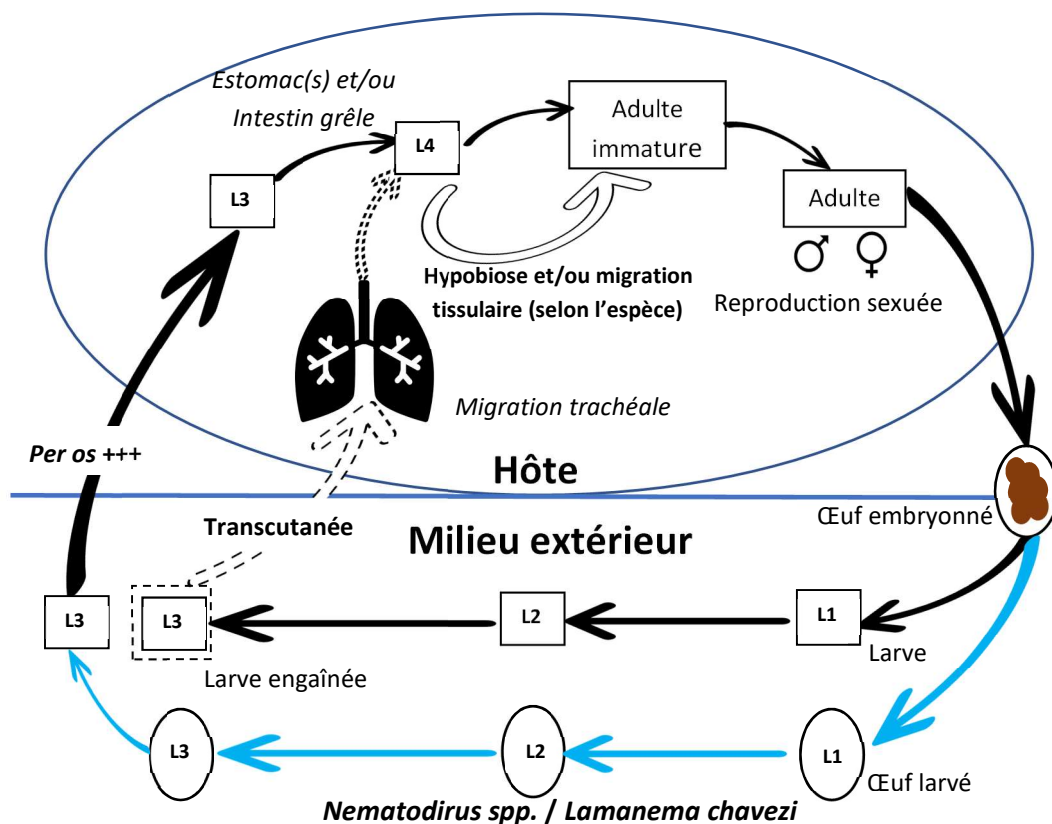 Estomac(s) et/ou
Intestin grêle
L3
L4
Adulte
immature
Adulte
Reproduction sexuée
Hypobiose et/ou migration
tissulaire (selon l’espèce)
Migration trachéale
Per os +++
Hôte
Transcutanée
Milieu extérieur
Œuf embryonné
L3
L3
L2
L1
Larve engaînée
Larve
L3
L2
L1
Œuf larvé
Nematodirus spp. / Lamanema chavezi